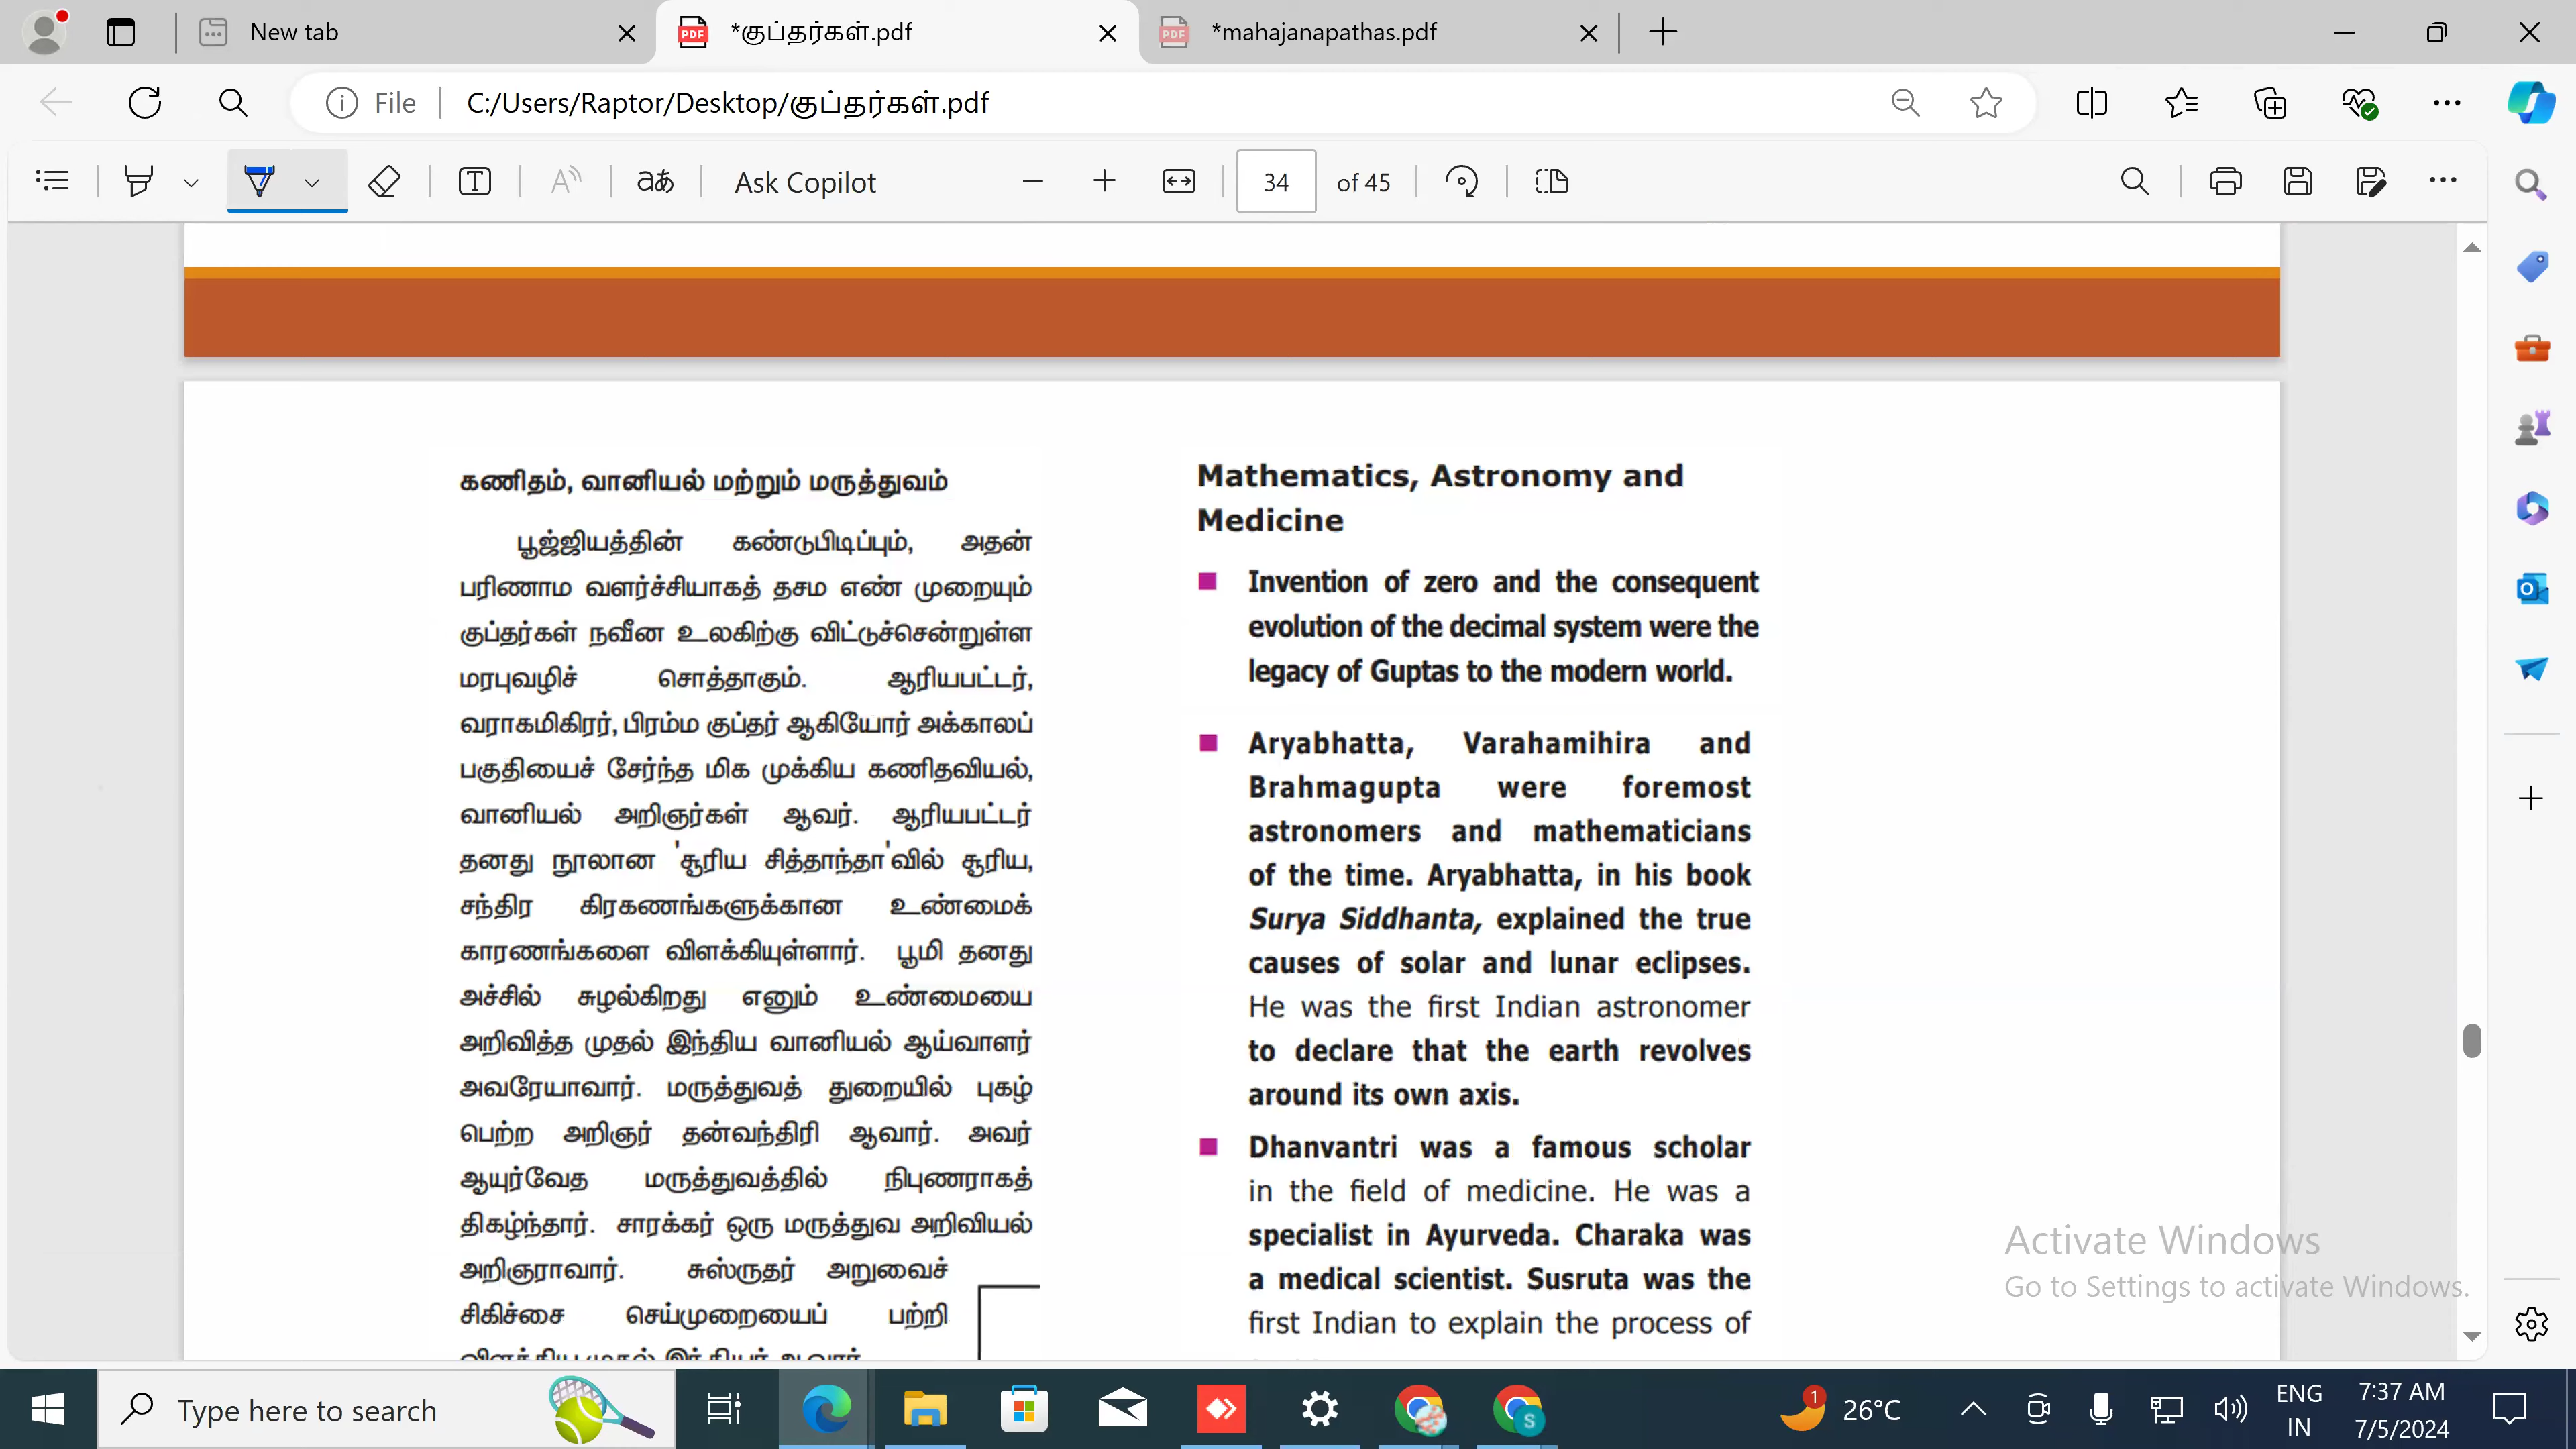 New tab
*குப்தர்கள்.pdf
*mahajanapathas.pdf
File
C:/Users/Raptor/Desktop/குப்தர்கள்.pdf
Ask Copilot
34 of 45
கணிதம், வானியல் மற்றும் மருத்துவம்
பூஜ்ஜியத்தின் கண்டுபிடிப்பும், அதன்
பரிணாம வளர்ச்சியாகத் தசம எண் முறையும்
குப்தர்கள் நவீன உலகிற்கு விட்டுச்சென்றுள்ள
மரபுவழிச் சொத்தாகும். ஆரியபட்டர்,
வராகமிகிரர், பிரம்ம குப்தர் ஆகியோர் அக்காலப்
பகுதியைச் சேர்ந்த மிக முக்கிய கணிதவியல்,
வானியல் அறிஞர்கள் ஆவர். ஆரியபட்டர்
தனது நூலான 'சூரிய சித்தாந்தா'வில் சூரிய,
சந்திர கிரகணங்களுக்கான உண்மைக்
காரணங்களை விளக்கியுள்ளார். பூமி தனது
அச்சில் சுழல்கிறது எனும் உண்மையை
அறிவித்த முதல் இந்திய வானியல் ஆய்வாளர்
அவரேயாவார். மருத்துவத் துறையில் புகழ்
பெற்ற அறிஞர் தன்வந்திரி ஆவார். அவர்
ஆயுர்வேத மருத்துவத்தில் நிபுணராகத்
திகழ்ந்தார். சாரக்கர் ஒரு மருத்துவ அறிவியல்
அறிஞராவார். சுஸ்ருதர் அறுவைச்
சிகிச்சை செய்முறையைப் பற்றி
விளக்கிய முதல் இந்தியர் ஆவார்
Mathematics, Astronomy and
Medicine
Invention of zero and the consequent
evolution of the decimal system were the
legacy of Guptas to the modern world.
Aryabhatta, Varahamihira and
Brahmagupta were foremost
astronomers and mathematicians
of the time. Aryabhatta, in his book
Surya Siddhanta, explained the true
causes of solar and lunar eclipses.
He was the first Indian astronomer
to declare that the earth revolves
around its own axis.
Dhanvantri was a famous scholar
in the field of medicine. He was a
specialist in Ayurveda. Charaka was
a medical scientist. Susruta was the
first Indian to explain the process of
Activate Windows
Go to Settings to activate Windows.
Type here to search
26°C
ENG
IN
7:37 AM
7/5/2024